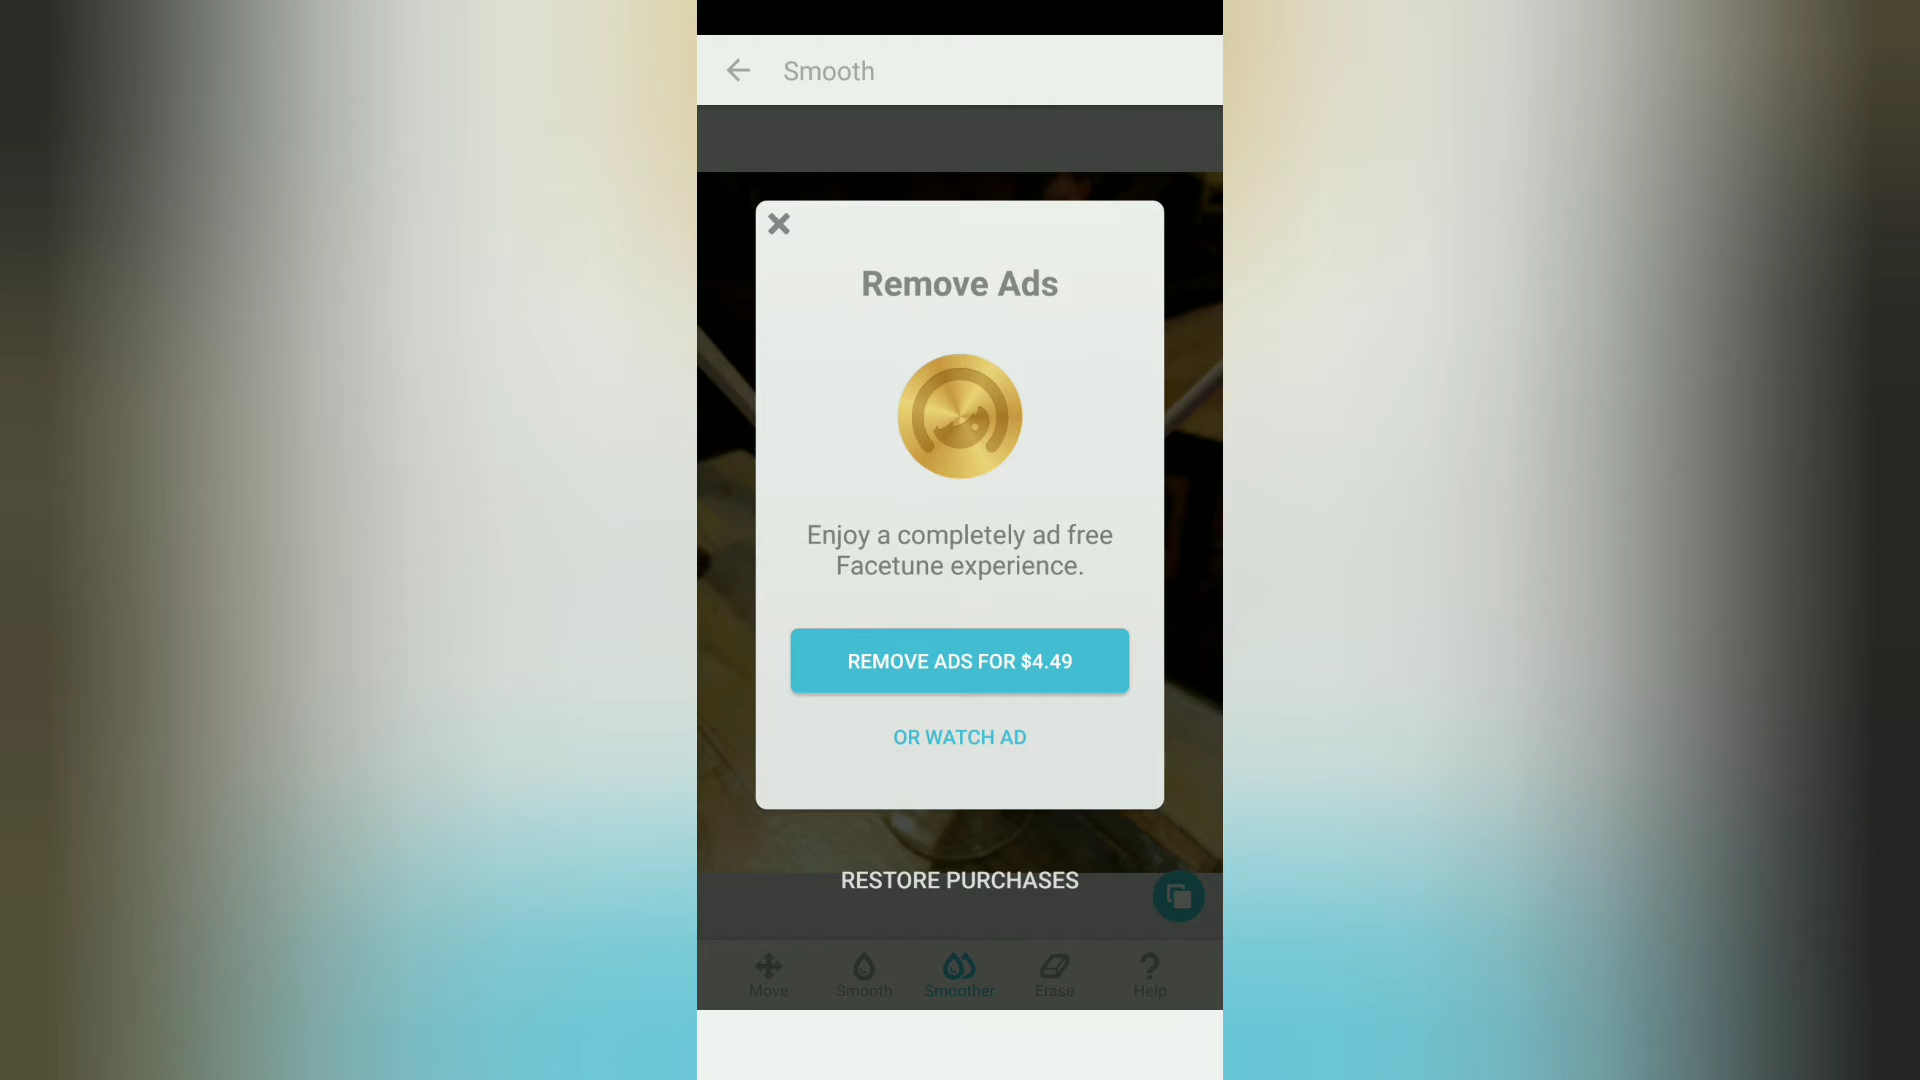 Smooth
Remove Ads
Enjoy a completely ad free
Facetune experience.
REMOVE ADS FOR $4.49
OR WATCH AD
RESTORE PURCHASES
Move
Smooth
Smoother
Erase
Help